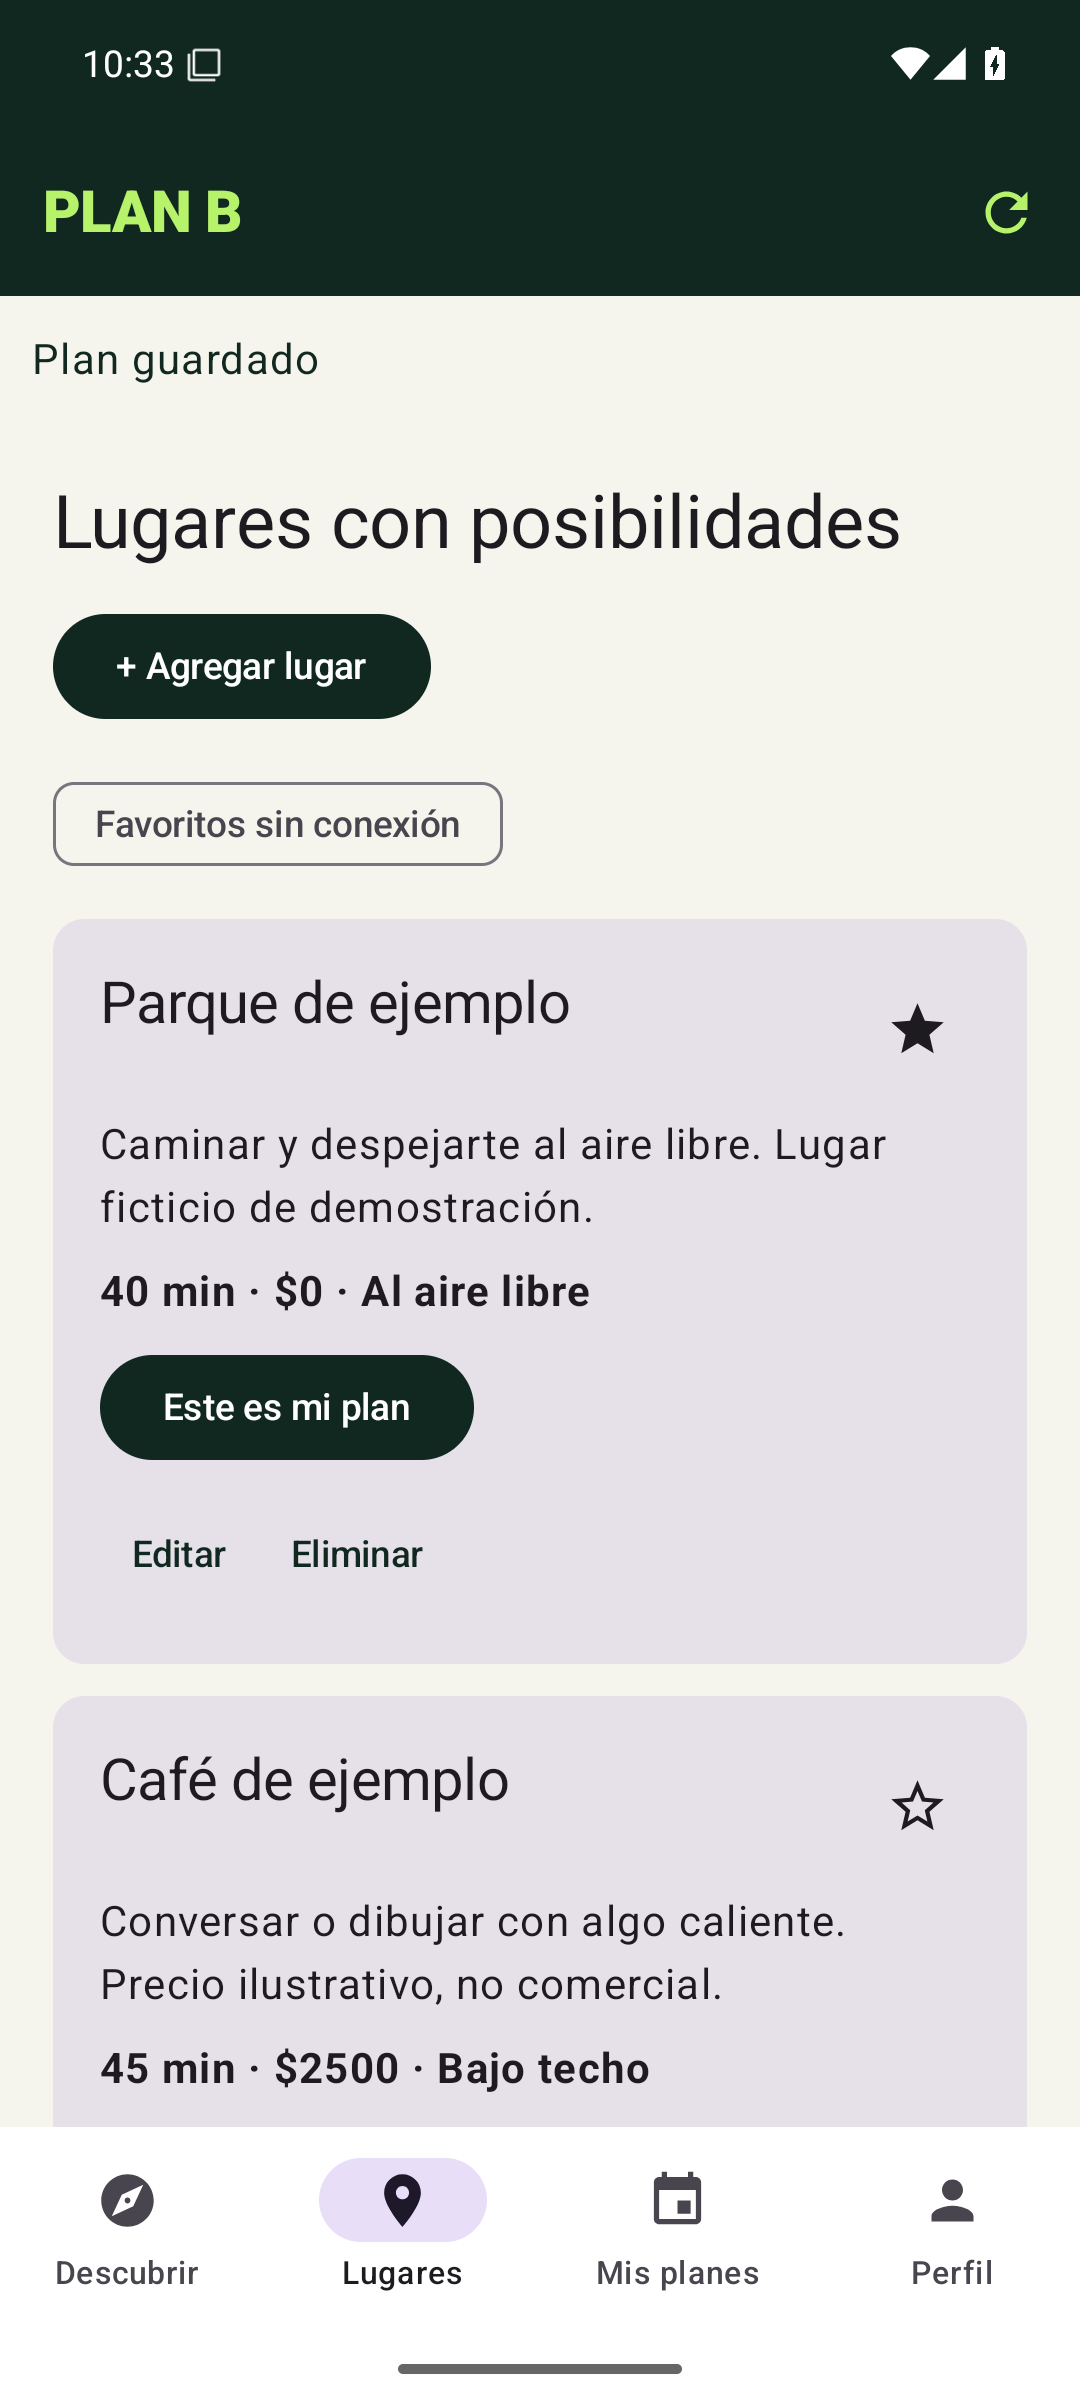 10:33
PLAN B
Plan guardado
Lugares con posibilidades
+ Agregar lugar
Favoritos sin conexión
Parque de ejemplo
Caminar y despejarte al aire libre. Lugar
ficticio de demostración.
40 min · $0 · Al aire libre
Este es mi plan
Editar Eliminar
Café de ejemplo
Conversar o dibujar con algo caliente.
Precio ilustrativo, no comercial.
45 min · $2500 · Bajo techo
Descubrir Lugares Mis planes Perfil